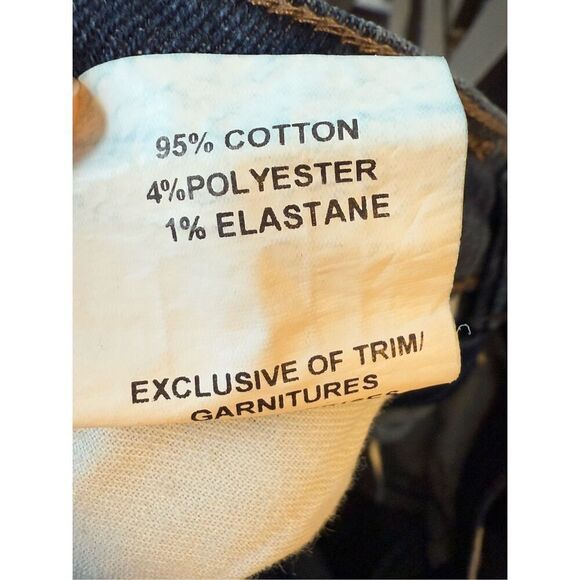 95% COTTON
4%POLYESTER
1% ELASTANE
EXCLUSIVE OF TRIM/
GARNITURES